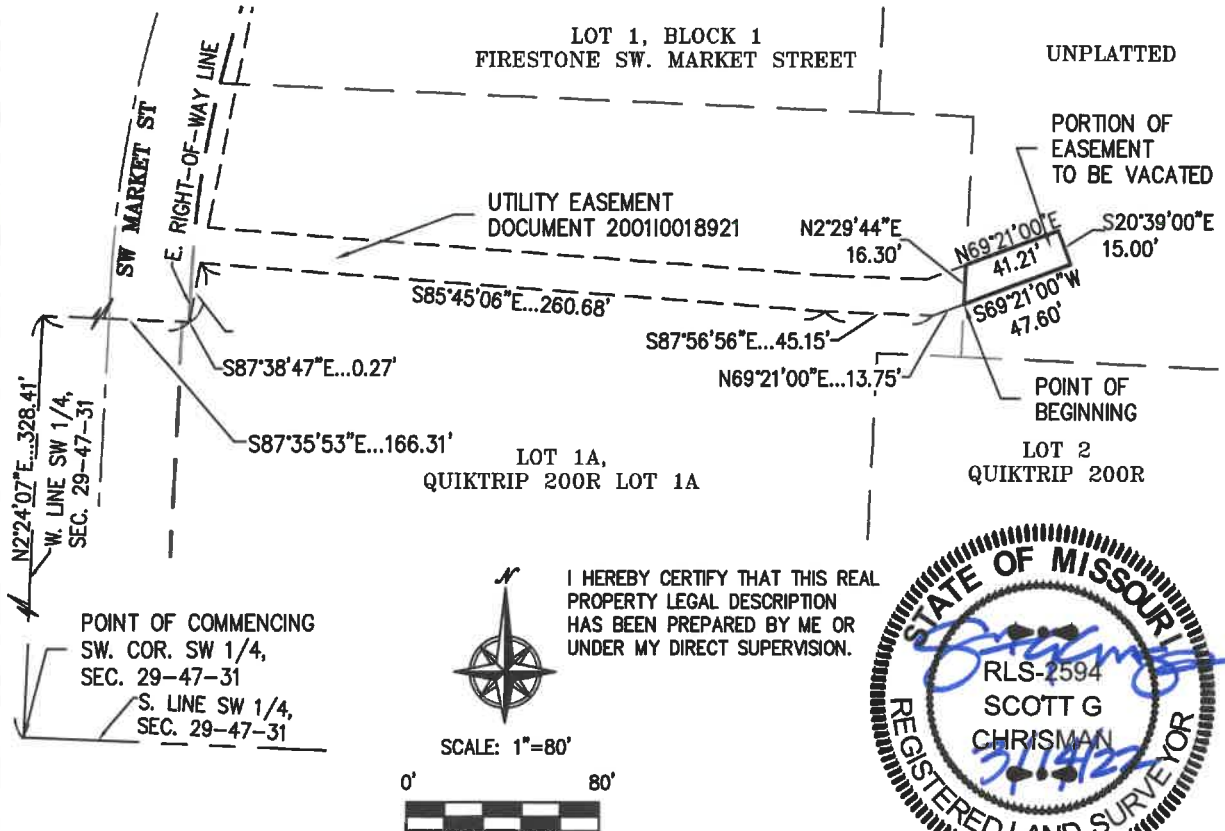 LOT 1, BLOCK 1
FIRESTONE SW. MARKET STREET
UNPLATTED
SW MARKET ST
E. RIGHT-OF-WAY LINE
PORTION OF
EASEMENT
TO BE VACATED
UTILITY EASEMENT
DOCUMENT 2001I0018921
N2°29'44"E
16.30'
N69°21'00"E
41.21'
S20°39'00"E
15.00'
S69°21'00"W
47.60'
S85°45'06"E...260.68'
S87°56'56"E...45.15'
S87°38'47"E...0.27'
N69°21'00"E...13.75'
POINT OF
BEGINNING
S87°35'53"E...166.31'
N2°24'07"E...328.41'
W. LINE SW 1/4,
SEC. 29-47-31
LOT 1A,
QUIKTRIP 200R LOT 1A
LOT 2
QUIKTRIP 200R
POINT OF COMMENCING
SW. COR. SW 1/4,
SEC. 29-47-31
S. LINE SW 1/4,
SEC. 29-47-31
N
SCALE: 1"=80'
0' 80'
I HEREBY CERTIFY THAT THIS REAL
PROPERTY LEGAL DESCRIPTION
HAS BEEN PREPARED BY ME OR
UNDER MY DIRECT SUPERVISION.
STATE OF MISSOURI
RLS-2594
SCOTT G
CHRISMAN
3/14/22
REGISTERED LAND SURVEYOR